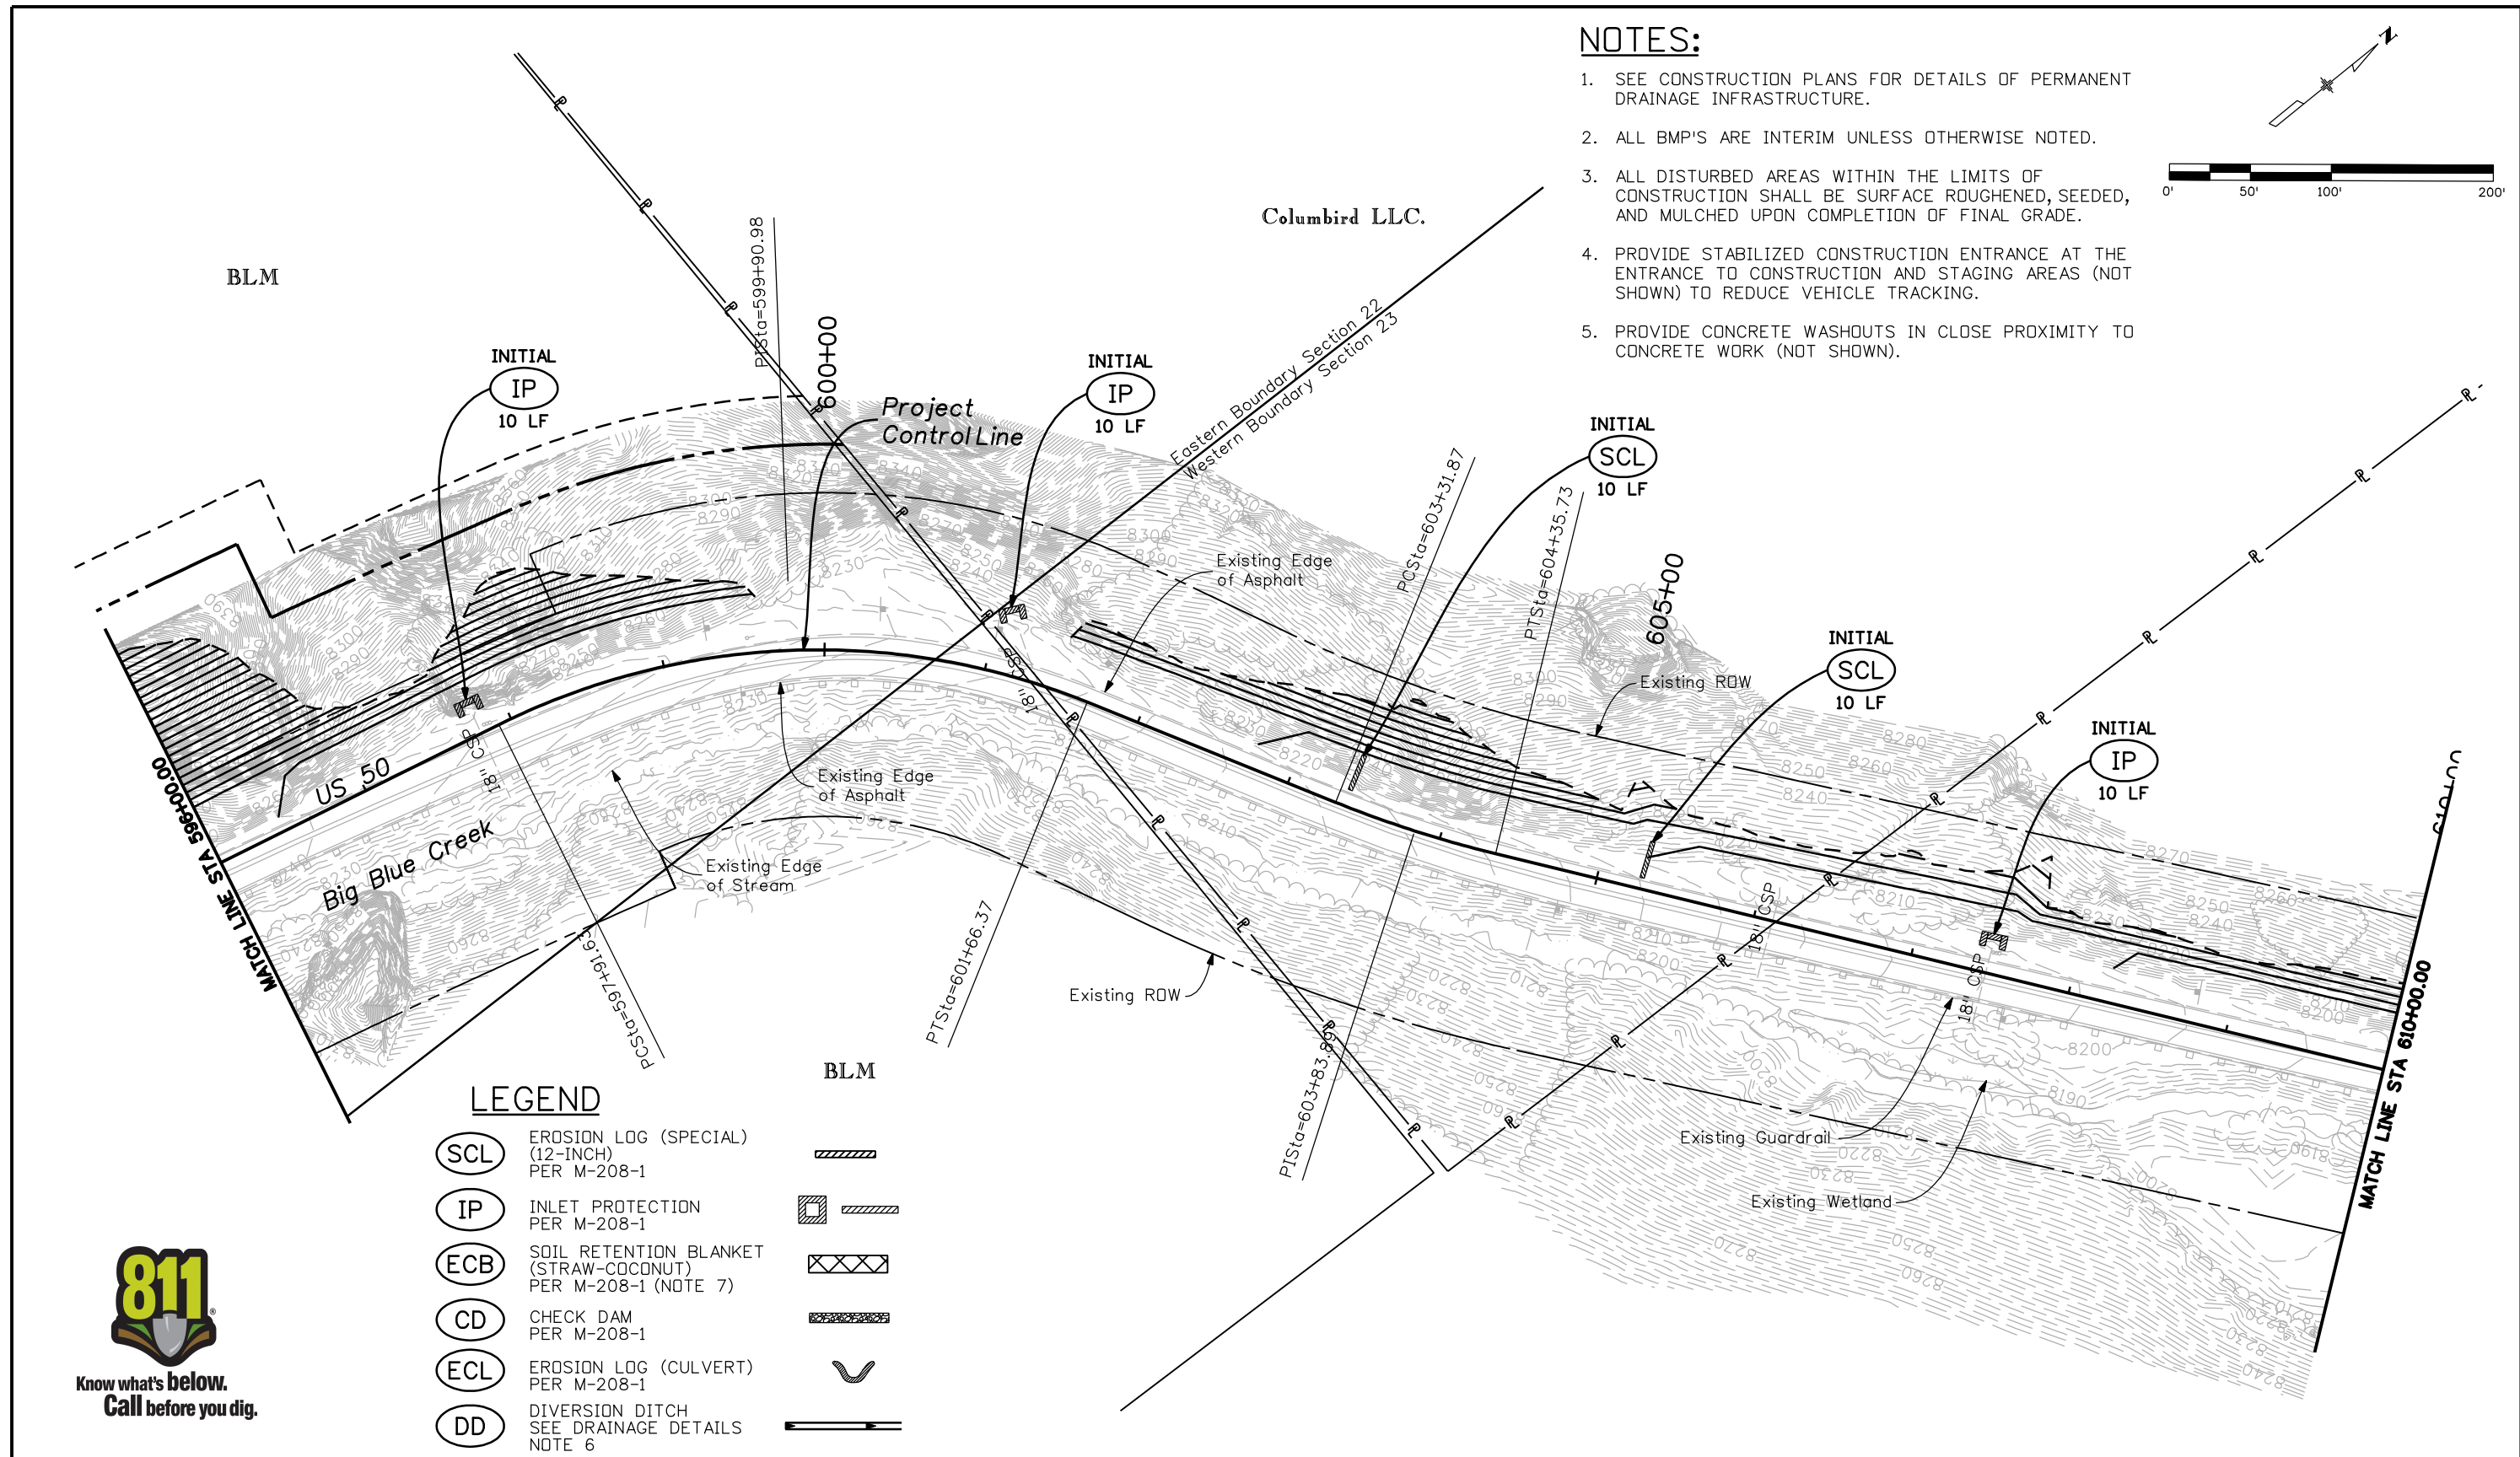 NOTES:
1. SEE CONSTRUCTION PLANS FOR DETAILS OF PERMANENT
DRAINAGE INFRASTRUCTURE.
2. ALL BMP'S ARE INTERIM UNLESS OTHERWISE NOTED.
3. ALL DISTURBED AREAS WITHIN THE LIMITS OF
CONSTRUCTION SHALL BE SURFACE ROUGHENED, SEEDED,
AND MULCHED UPON COMPLETION OF FINAL GRADE.
4. PROVIDE STABILIZED CONSTRUCTION ENTRANCE AT THE
ENTRANCE TO CONSTRUCTION AND STAGING AREAS (NOT
SHOWN) TO REDUCE VEHICLE TRACKING.
5. PROVIDE CONCRETE WASHOUTS IN CLOSE PROXIMITY TO
CONCRETE WORK (NOT SHOWN).
N
0' 50' 100' 200'
Columbird LLC.
BLM
PISta=599+90.98
600+00
INITIAL
IP
10 LF
Project
Control Line
INITIAL
IP
10 LF
Eastern Boundary Section 22
Western Boundary Section 23
INITIAL
SCL
10 LF
PCSta=603+31.87
PTSta=604+35.73
605+00
Existing Edge
of Asphalt
INITIAL
SCL
10 LF
Existing ROW
INITIAL
IP
10 LF
MATCH LINE STA 596+00.00
US 50
18" CSP
18" CSP
Big Blue Creek
Existing Edge
of Asphalt
Existing Edge
of Stream
PCSta=597+91.63
PTSta=601+66.37
Existing ROW
PISta=603+83.89
18" CSP
18" CSP
Existing Guardrail
Existing Wetland
MATCH LINE STA 610+00.00
BLM
LEGEND
SCL EROSION LOG (SPECIAL)
(12-INCH)
PER M-208-1
IP INLET PROTECTION
PER M-208-1
ECB SOIL RETENTION BLANKET
(STRAW-COCONUT)
PER M-208-1 (NOTE 7)
CD CHECK DAM
PER M-208-1
ECL EROSION LOG (CULVERT)
PER M-208-1
DD DIVERSION DITCH
SEE DRAINAGE DETAILS
NOTE 6
811
Know what's below.
Call before you dig.